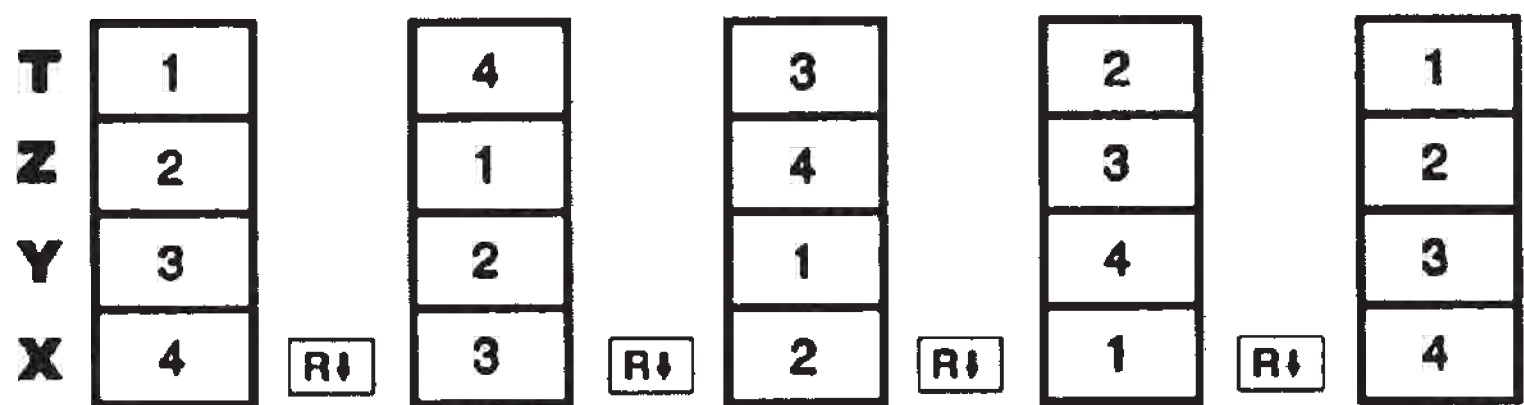 T 1 4 3 2 1
Z 2 1 4 3 2
Y 3 2 1 4 3
X 4 R↓ 3 R↓ 2 R↓ 1 R↓ 4